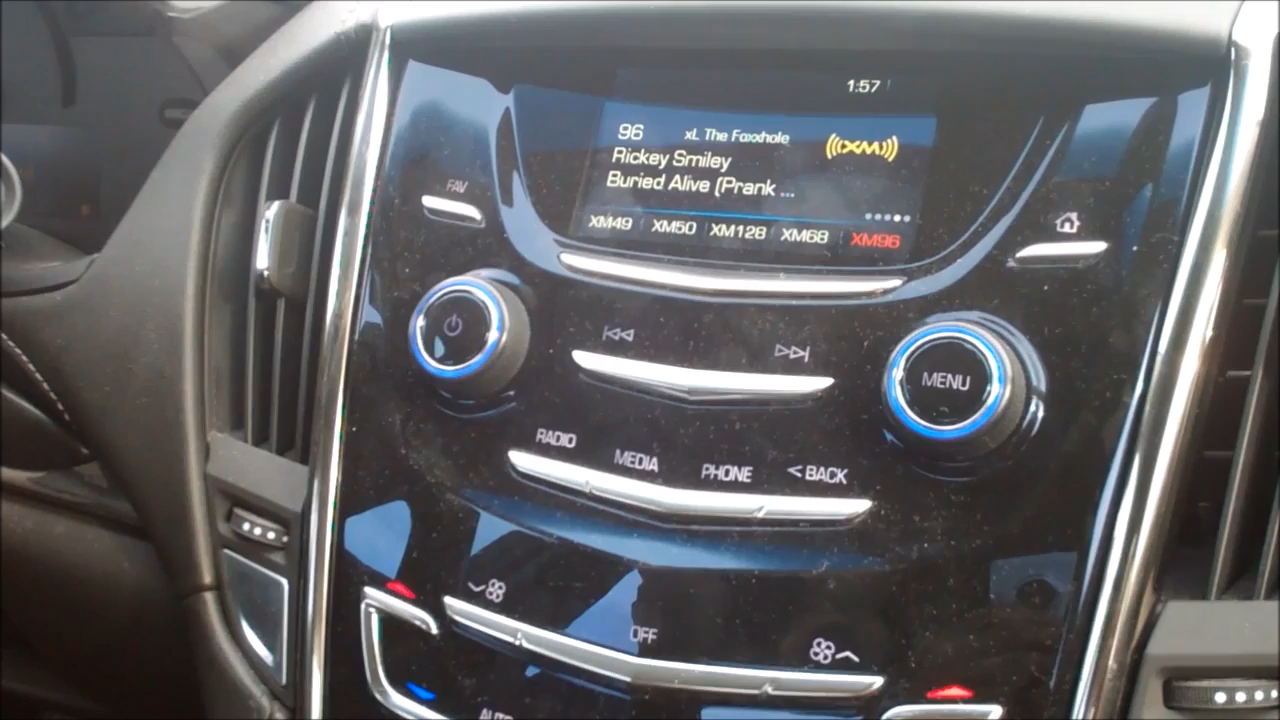 1:57
96 xL The Foxxhole ((XM))
Rickey Smiley
Buried Alive (Prank ...
XM49 XM50 XM128 XM68 XM96
FAV
MENU
RADIO MEDIA PHONE < BACK
OFF
AUTO